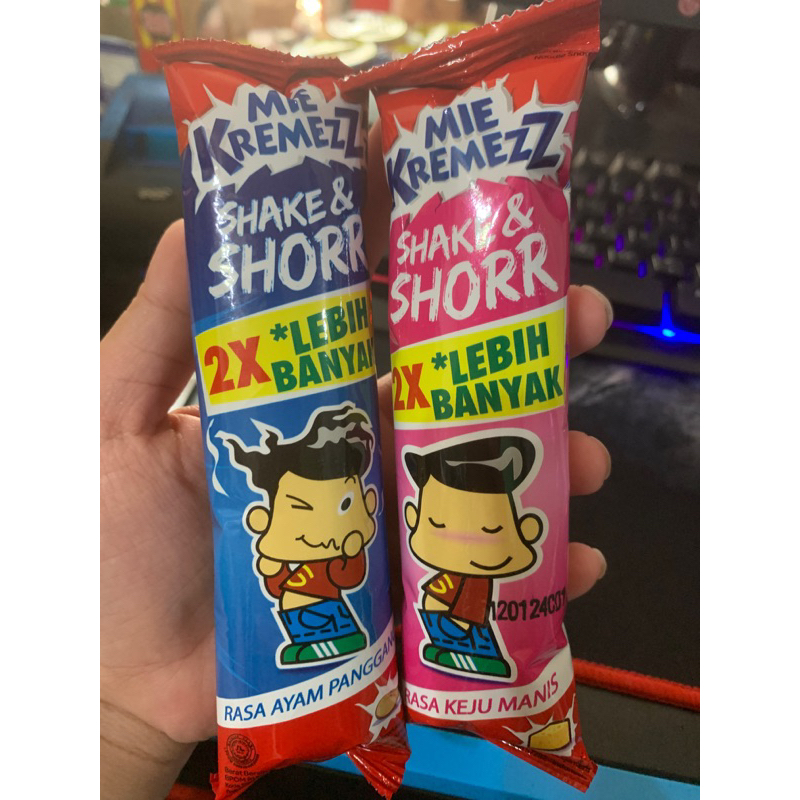 MIE
KREMEZZ
SHAKE &
SHORR
2X *LEBIH
BANYAK
RASA AYAM PANGGANG
MIE
KREMEZZ
SHAKE &
SHORR
2X *LEBIH
BANYAK
120124C01
RASA KEJU MANIS